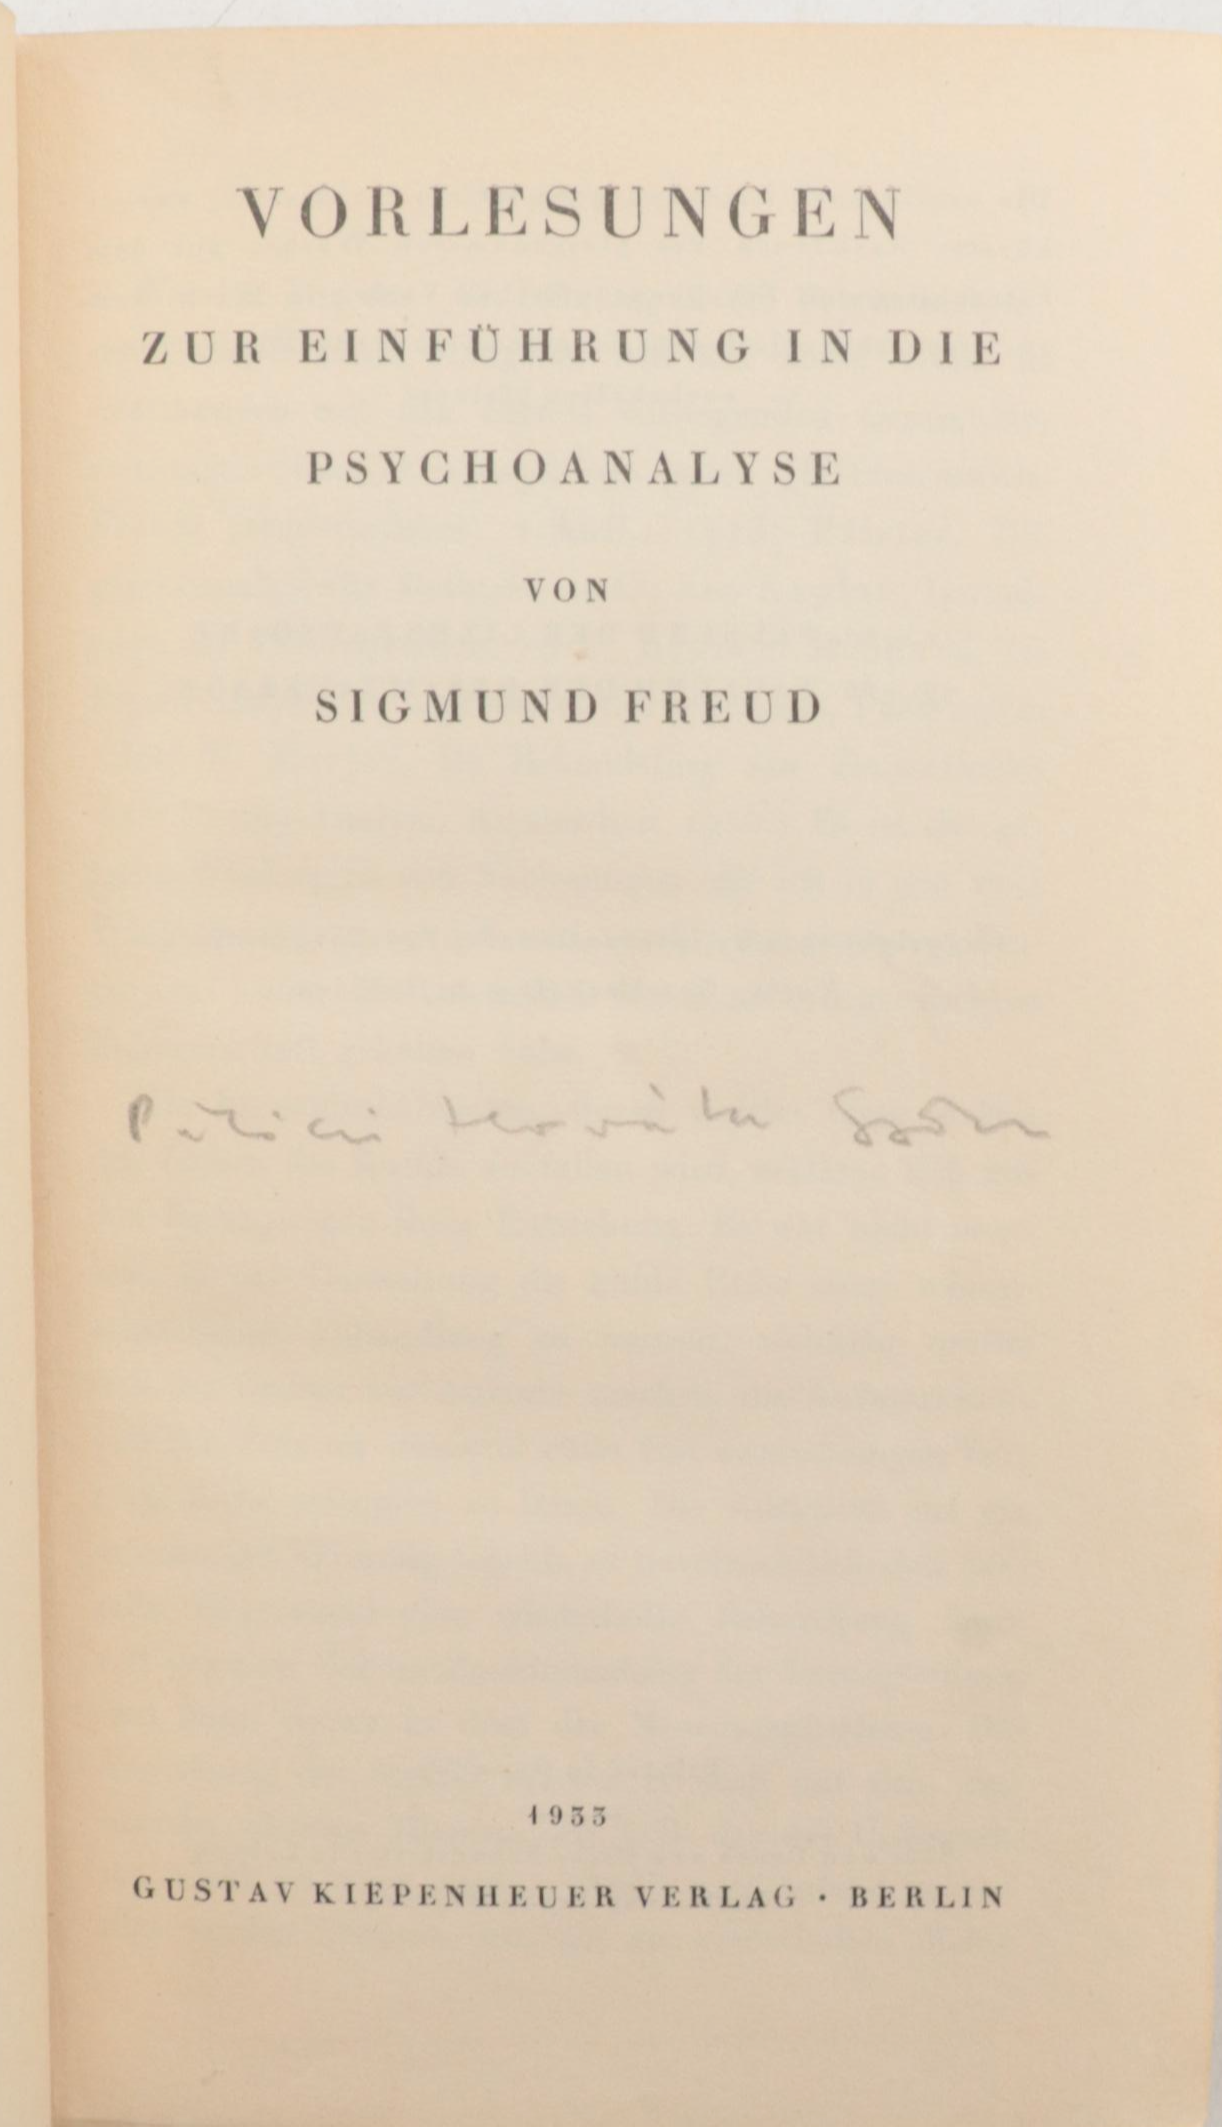 VORLESUNGEN
ZUR EINFÜHRUNG IN DIE
PSYCHOANALYSE
VON
SIGMUND FREUD
1933
GUSTAV KIEPENHEUER VERLAG · BERLIN